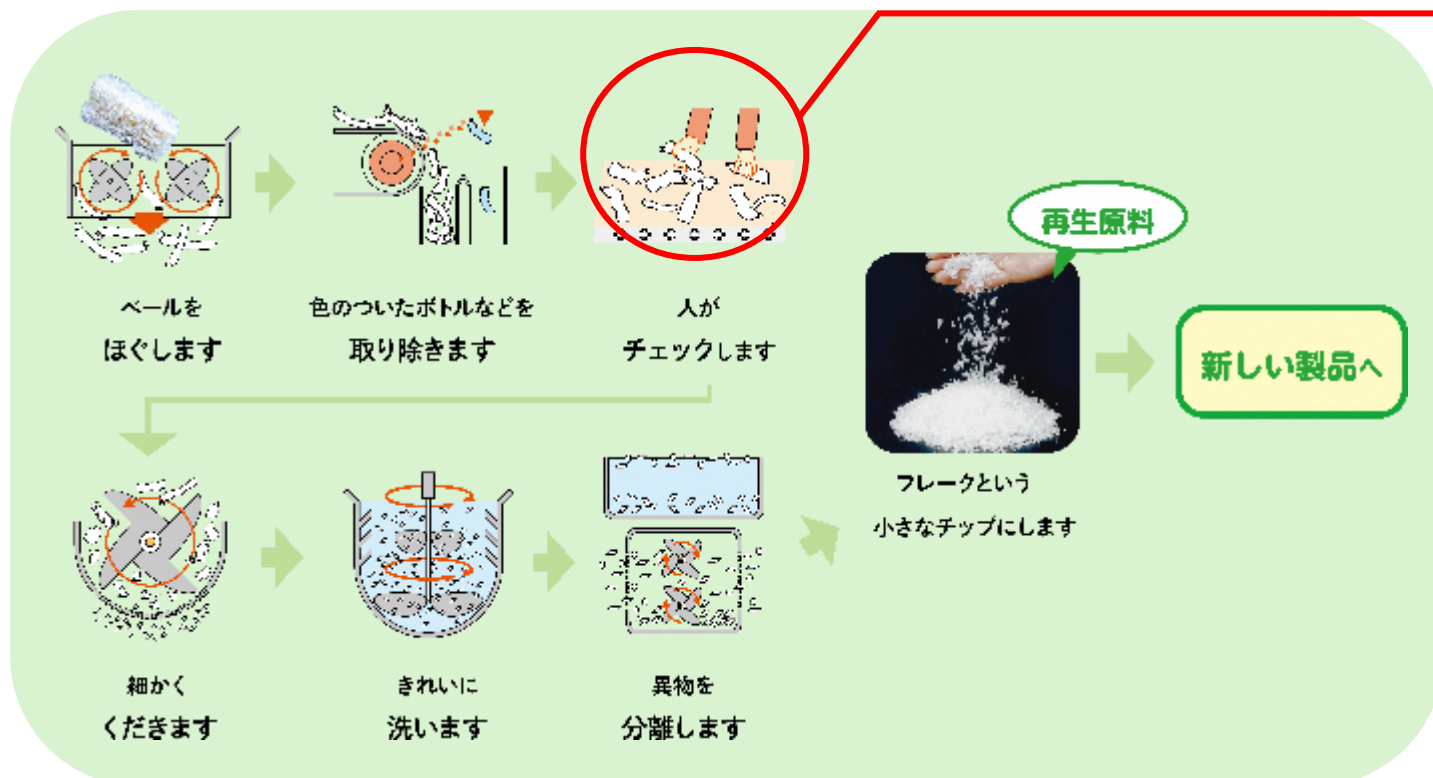 ベールを
ほぐします
色のついたボトルなどを
取り除きます
人が
チェックします
細かく
くだきます
きれいに
洗います
異物を
分離します
再生原料
フレークという
小さなチップにします
新しい製品へ